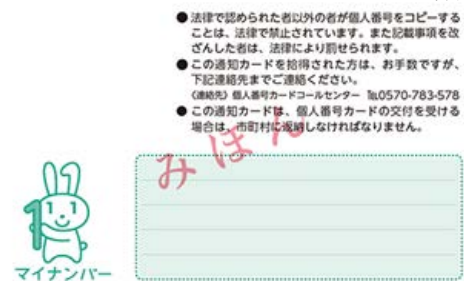 ● 法律で認められた者以外の者が個人番号をコピーする
ことは、法律で禁止されています。また記載事項を改
ざんした者は、法律により罰せられます。
● この通知カードを拾得された方は、お手数ですが、
下記連絡先までご連絡ください。
〈連絡先〉個人番号カードコールセンター ℡0570-783-578
● この通知カードは、個人番号カードの交付を受ける
場合は、市町村に返納しなければなりません。
みほん
1
マイナンバー